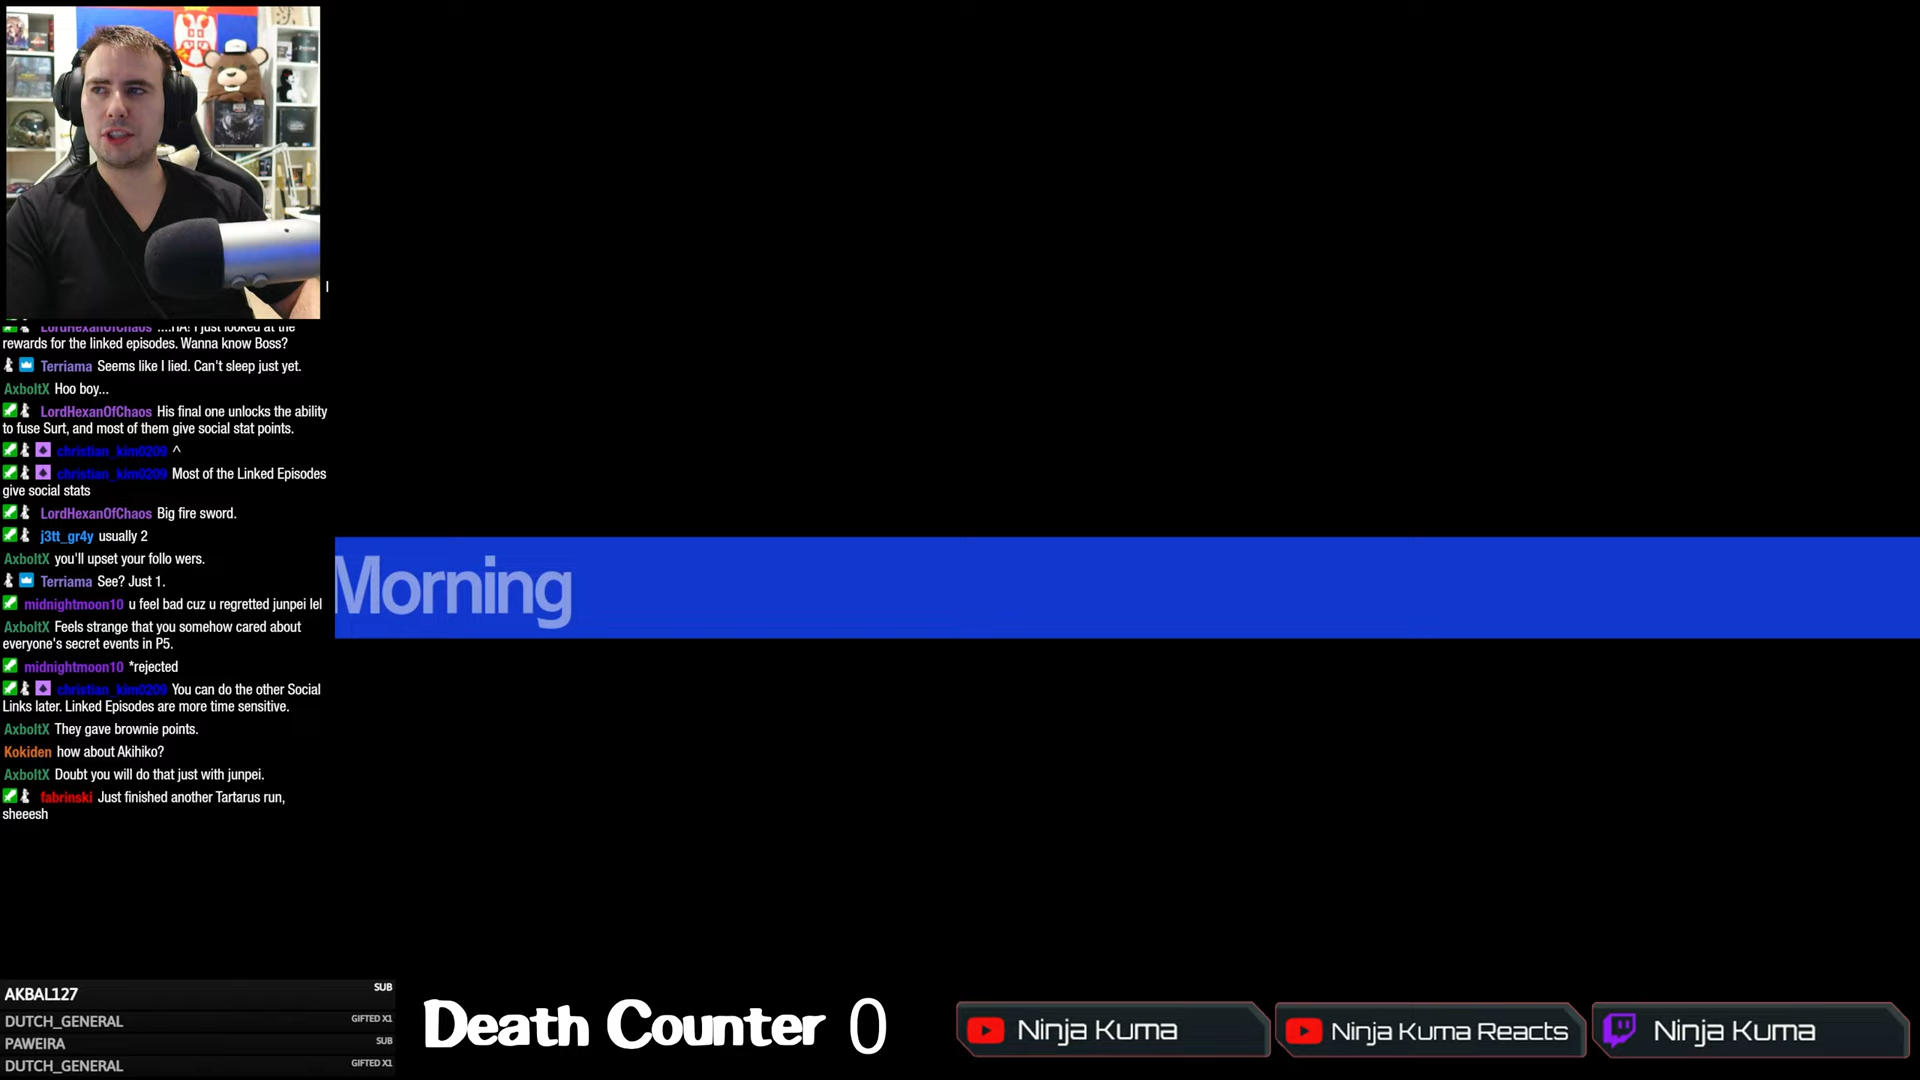 LordHexanOfChaos ....HA! I just looked at the
rewards for the linked episodes. Wanna know Boss?
Terriama Seems like I lied. Can't sleep just yet.
AxboltX Hoo boy...
LordHexanOfChaos His final one unlocks the ability
to fuse Surt, and most of them give social stat points.
christian_kim0209 ^
christian_kim0209 Most of the Linked Episodes
give social stats
LordHexanOfChaos Big fire sword.
j3tt_gr4y usually 2
AxboltX you'll upset your follo wers.
Terriama See? Just 1.
midnightmoon10 u feel bad cuz u regretted junpei lel
AxboltX Feels strange that you somehow cared about
everyone's secret events in P5.
midnightmoon10 *rejected
christian_kim0209 You can do the other Social
Links later. Linked Episodes are more time sensitive.
AxboltX They gave brownie points.
Kokiden how about Akihiko?
AxboltX Doubt you will do that just with junpei.
fabrinski Just finished another Tartarus run,
sheeesh
Morning
AKBAL127 SUB
DUTCH_GENERAL GIFTED X1
PAWEIRA SUB
DUTCH_GENERAL GIFTED X1
Death Counter 0
Ninja Kuma
Ninja Kuma Reacts
Ninja Kuma